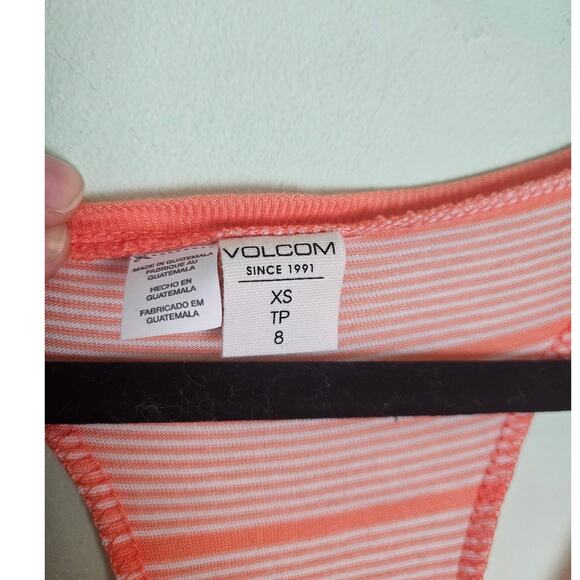 MADE IN GUATEMALA
FABRIQUE AU
GUATEMALA
HECHO EN
GUATEMALA
FABRICADO EM
GUATEMALA
VOLCOM
SINCE 1991
XS
TP
8